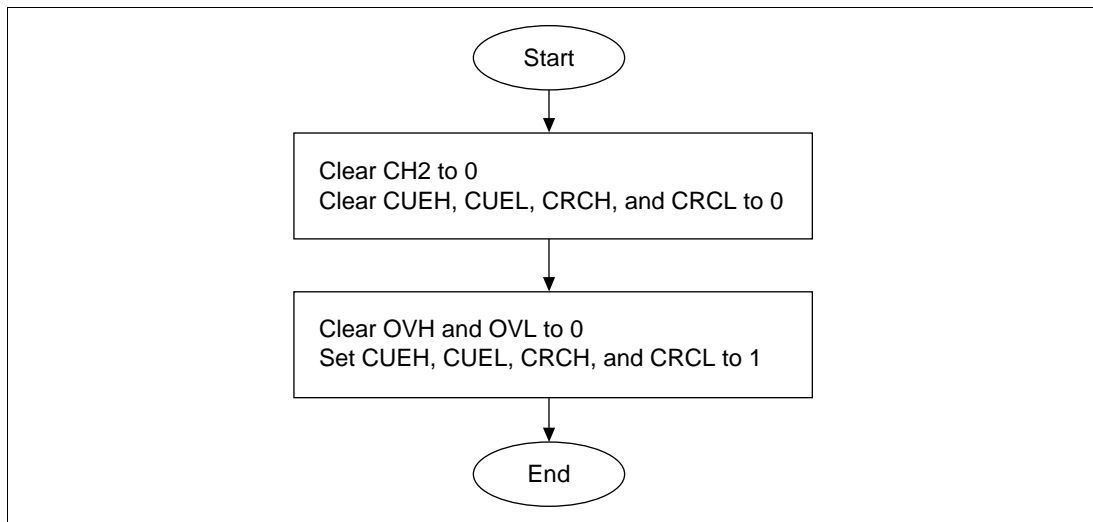 Start
Clear CH2 to 0
Clear CUEH, CUEL, CRCH, and CRCL to 0
Clear OVH and OVL to 0
Set CUEH, CUEL, CRCH, and CRCL to 1
End